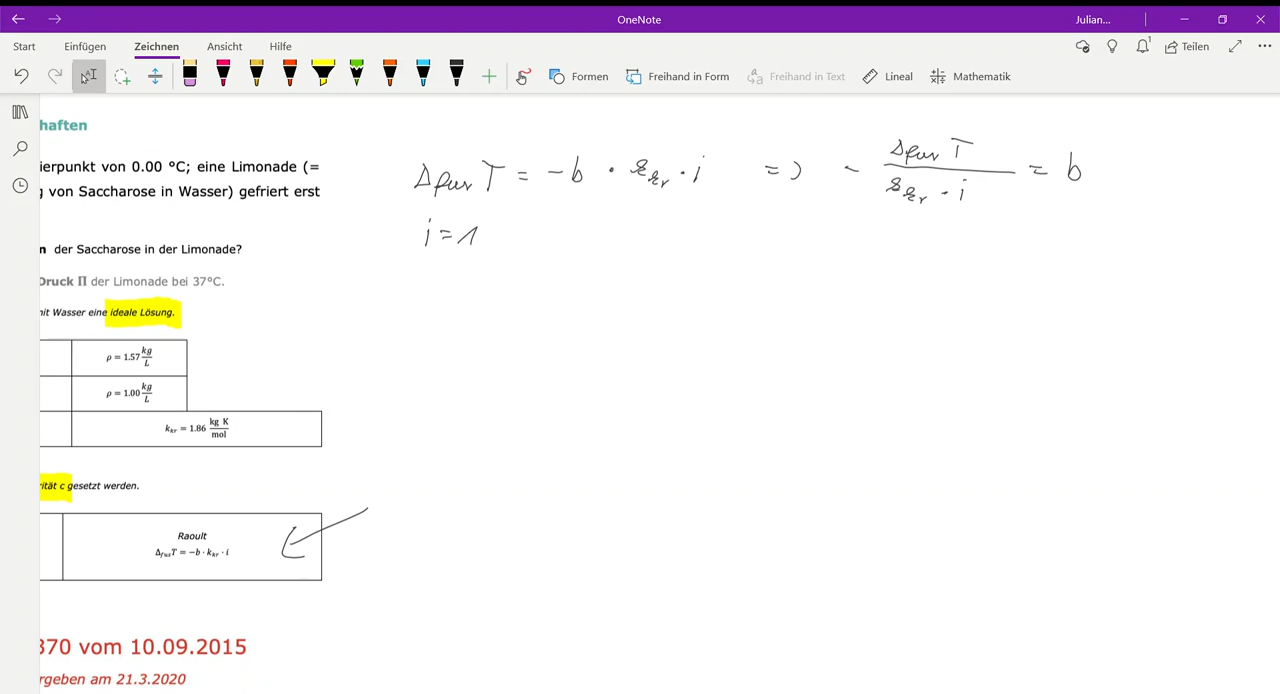 OneNote
Julian...
Start Einfügen Zeichnen Ansicht Hilfe
1 Teilen
Formen Freihand in Form Freihand in Text Lineal Mathematik
haften
ierpunkt von 0.00 °C; eine Limonade (=
g von Saccharose in Wasser) gefriert erst
n der Saccharose in der Limonade?
Druck Π der Limonade bei 37°C.
nit Wasser eine ideale Lösung.
ρ = 1.57 kg/L
ρ = 1.00 kg/L
k_kr = 1.86 kg K/mol
rität c gesetzt werden.
Raoult
Δ_fus T = −b · k_kr · i
370 vom 10.09.2015
rgeben am 21.3.2020
Δfus T = −b · k_kr · i => − Δfus T / k_kr · i = b
i = 1